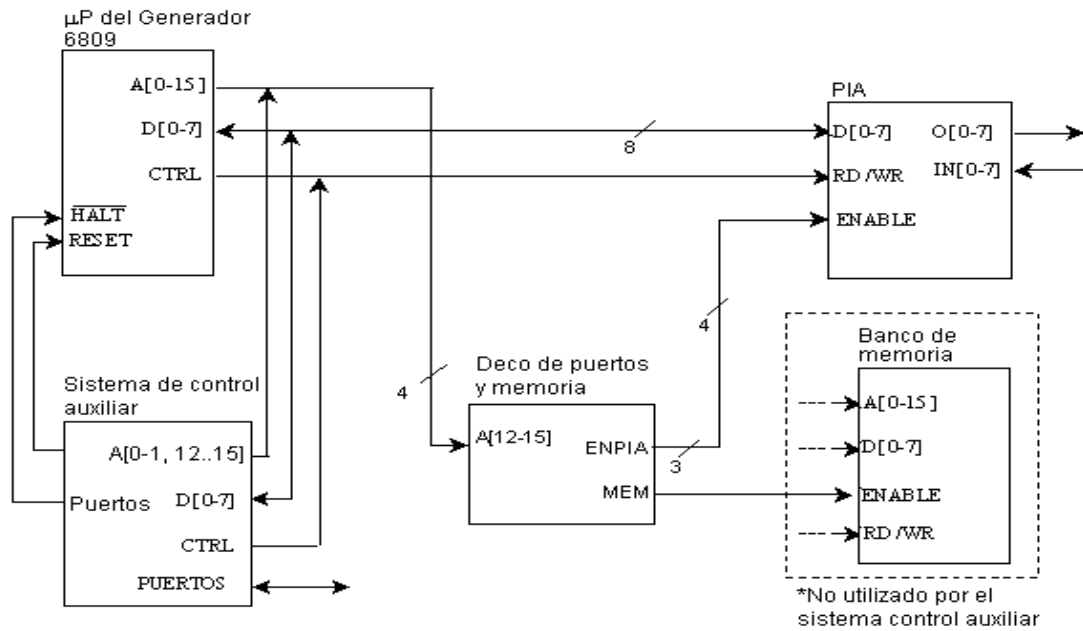 µP del Generador
6809
A[0-15]
D[0-7]
CTRL
HALT
RESET
8
PIA
D[0-7] O[0-7]
RD/WR IN[0-7]
ENABLE
4
4
Sistema de control
auxiliar
A[0-1, 12..15]
Puertos D[0-7]
CTRL
PUERTOS
Deco de puertos
y memoria
A[12-15]
ENPIA
3
MEM
Banco de
memoria
A[0-15]
D[0-7]
ENABLE
RD/WR
*No utilizado por el
sistema control auxiliar